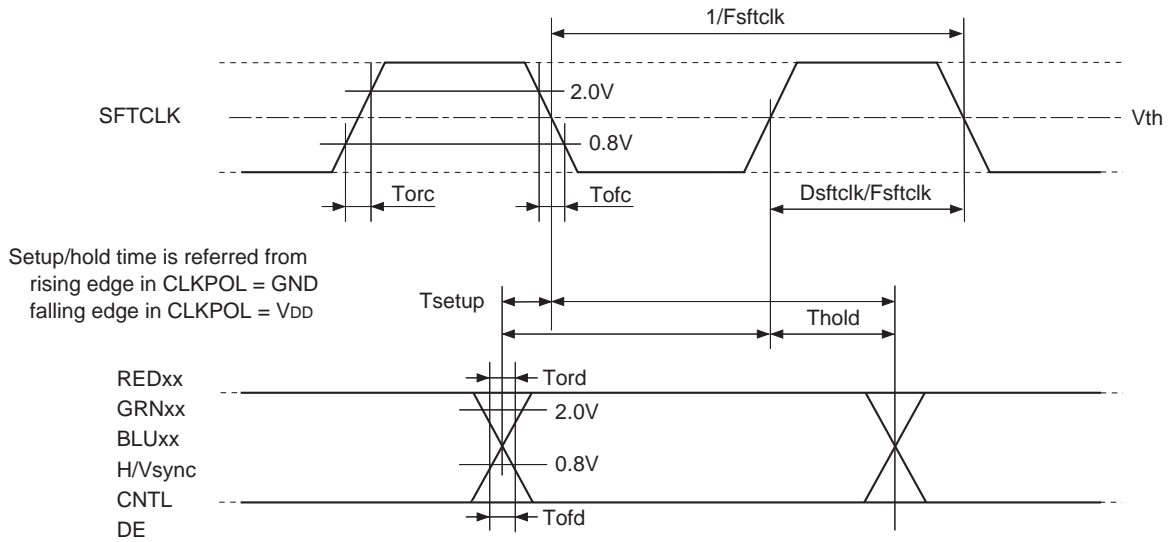 1/Fsftclk
2.0V
SFTCLK
Vth
0.8V
Torc
Tofc
Dsftclk/Fsftclk
Setup/hold time is referred from
rising edge in CLKPOL = GND
falling edge in CLKPOL = VDD
Tsetup
Thold
REDxx
Tord
GRNxx
2.0V
BLUxx
H/Vsync
0.8V
CNTL
Tofd
DE